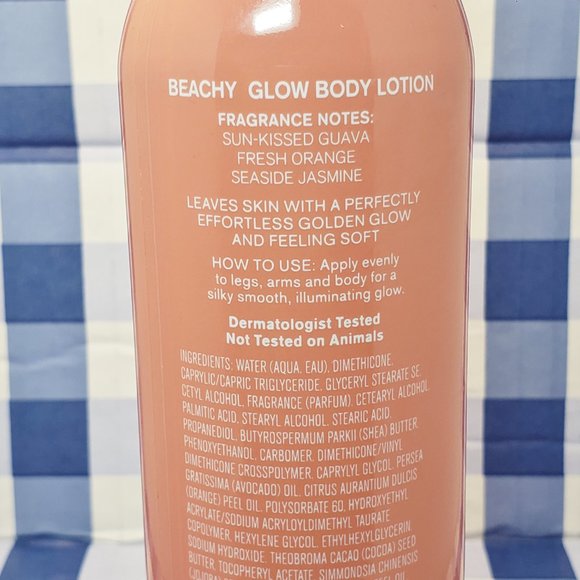 BEACHY GLOW BODY LOTION
FRAGRANCE NOTES:
SUN-KISSED GUAVA
FRESH ORANGE
SEASIDE JASMINE
LEAVES SKIN WITH A PERFECTLY
EFFORTLESS GOLDEN GLOW
AND FEELING SOFT
HOW TO USE: Apply evenly
to legs, arms and body for a
silky smooth, illuminating glow.
Dermatologist Tested
Not Tested on Animals
INGREDIENTS: WATER (AQUA, EAU), DIMETHICONE,
CAPRYLIC/CAPRIC TRIGLYCERIDE, GLYCERYL STEARATE SE,
CETYL ALCOHOL, FRAGRANCE (PARFUM), CETEARYL ALCOHOL,
PALMITIC ACID, STEARYL ALCOHOL, STEARIC ACID,
PROPANEDIOL, BUTYROSPERMUM PARKII (SHEA) BUTTER,
PHENOXYETHANOL, CARBOMER, DIMETHICONE/VINYL
DIMETHICONE CROSSPOLYMER, CAPRYLYL GLYCOL, PERSEA
GRATISSIMA (AVOCADO) OIL, CITRUS AURANTIUM DULCIS
(ORANGE) PEEL OIL, POLYSORBATE 60, HYDROXYETHYL
ACRYLATE/SODIUM ACRYLOYLDIMETHYL TAURATE
COPOLYMER, HEXYLENE GLYCOL, ETHYLHEXYLGLYCERIN,
SODIUM HYDROXIDE, THEOBROMA CACAO (COCOA) SEED
BUTTER, TOCOPHERYL ACETATE, SIMMONDSIA CHINENSIS